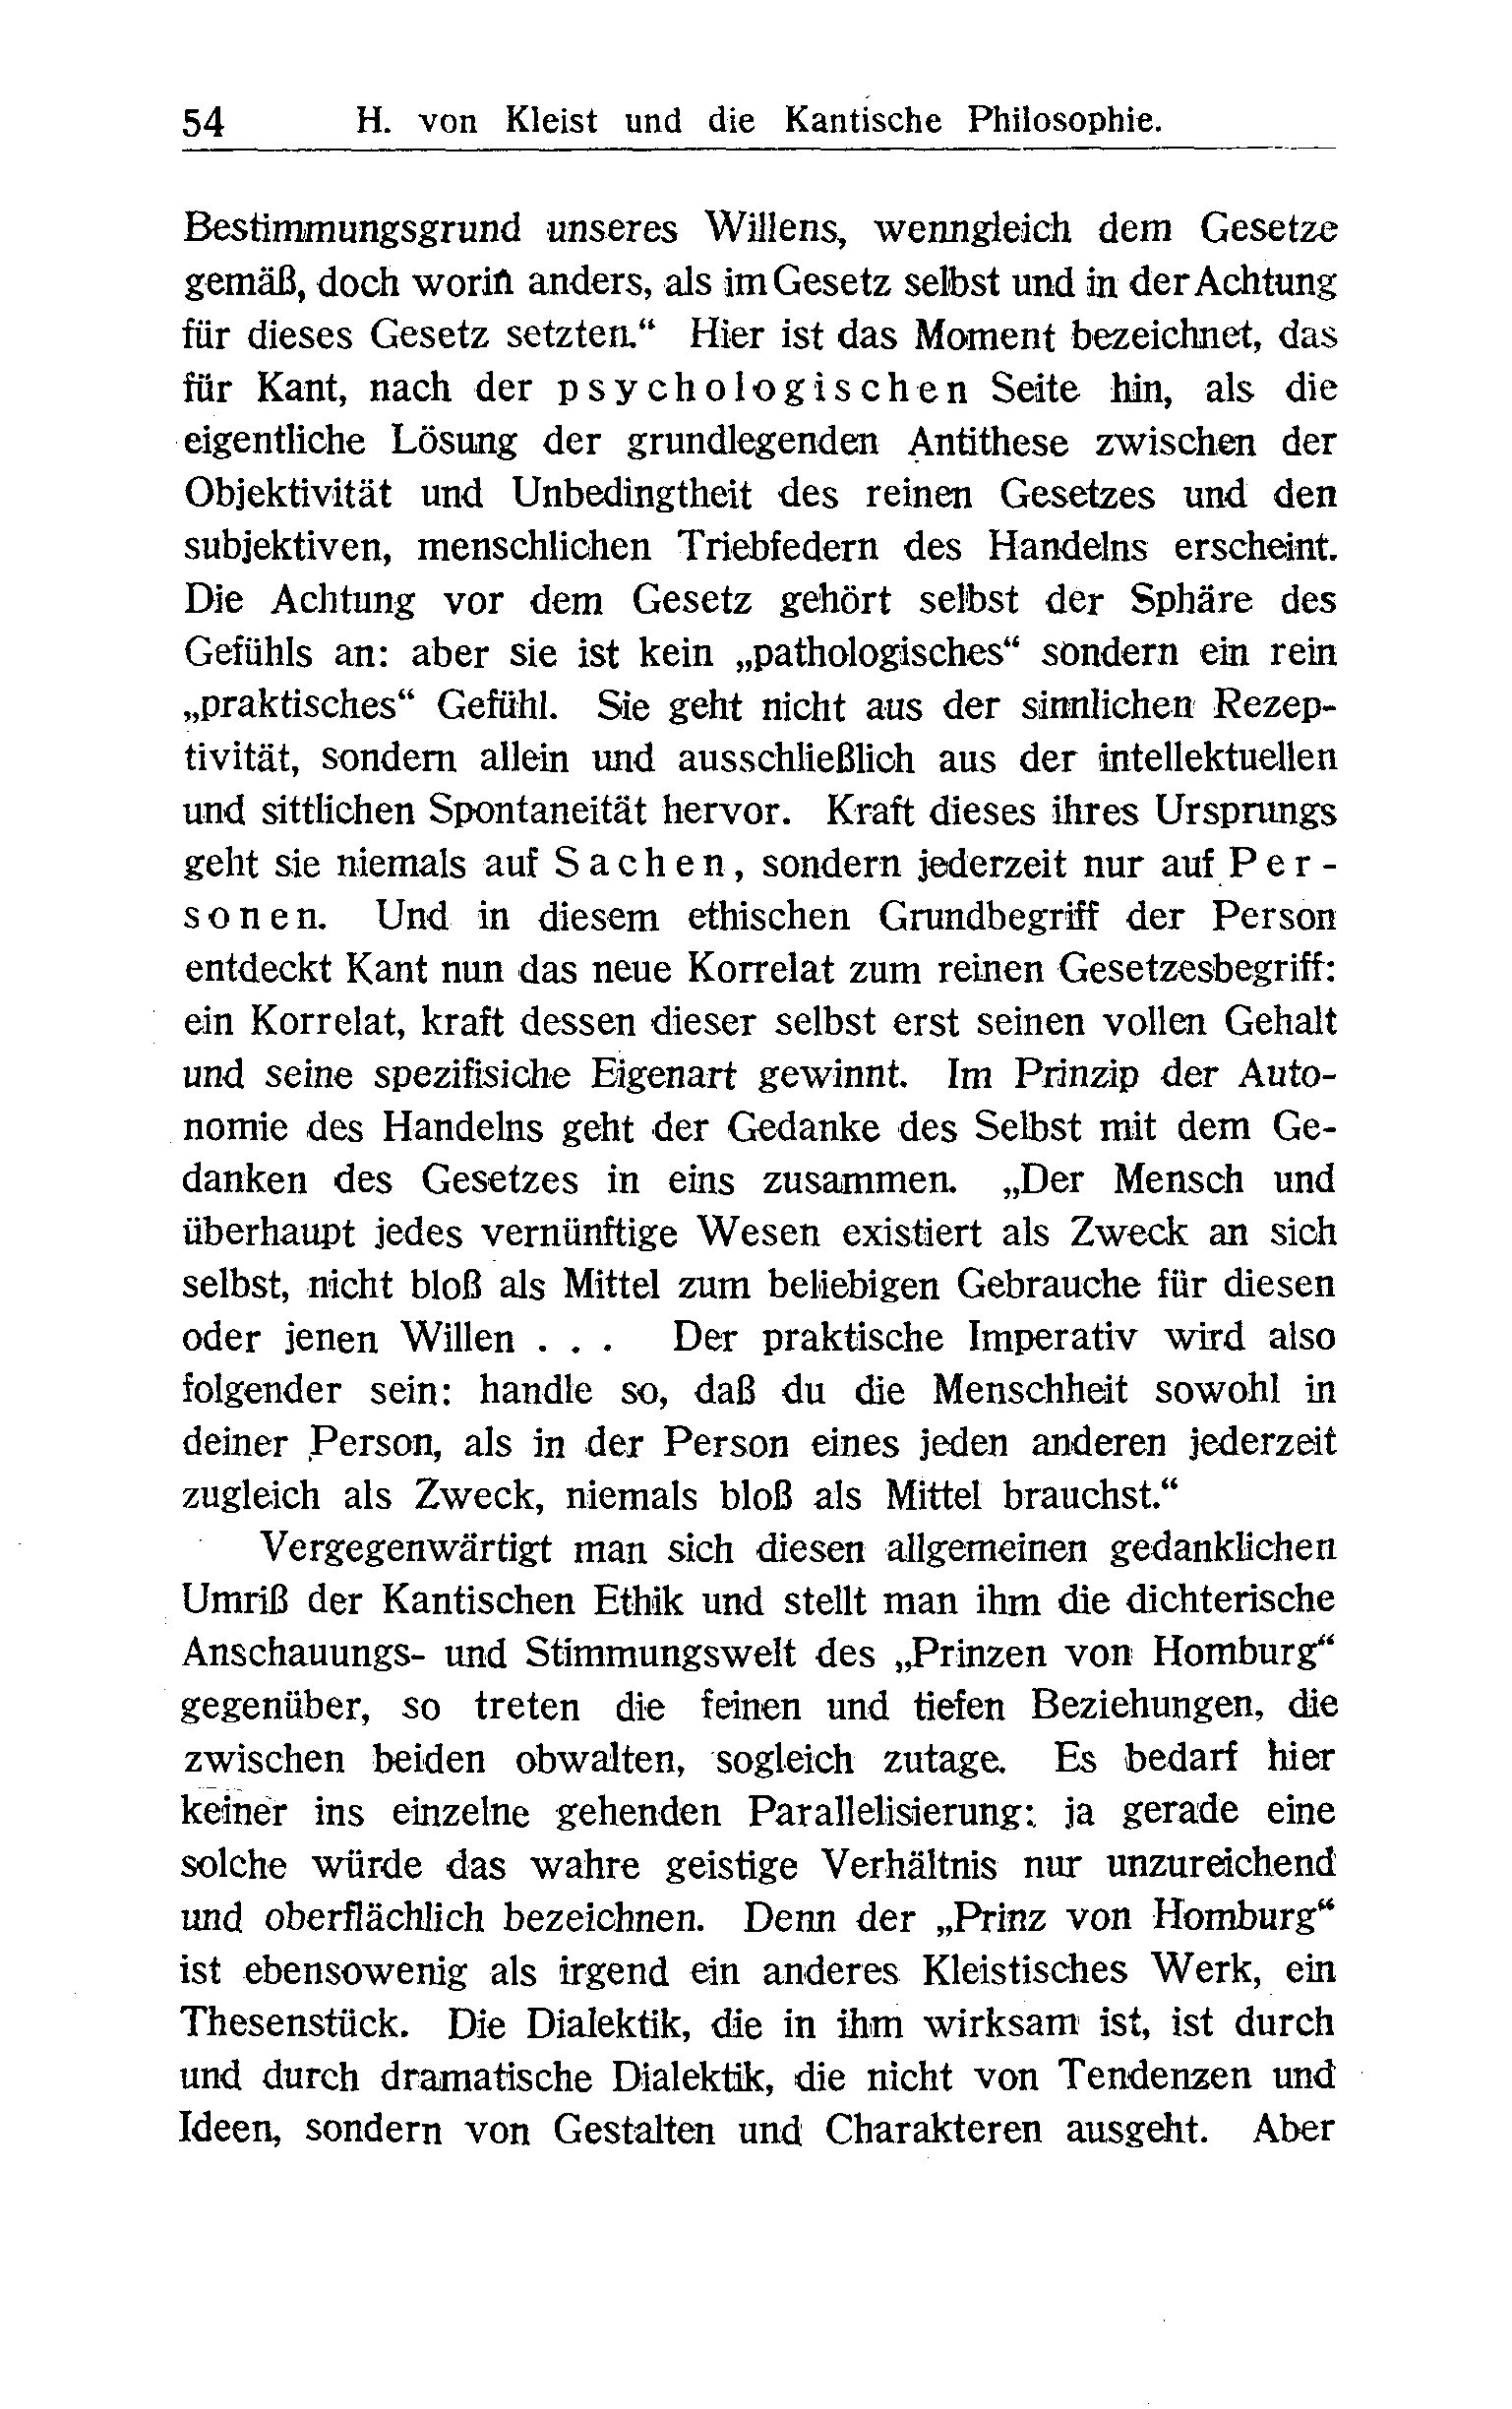 54 H. von Kleist und die Kantische Philosophie.
Bestimmungsgrund unseres Willens, wenngleich dem Gesetze
gemäß, doch worin anders, als im Gesetz selbst und in der Achtung
für dieses Gesetz setzten.“ Hier ist das Moment bezeichnet, das
für Kant, nach der psychologischen Seite hin, als die
eigentliche Lösung der grundlegenden Antithese zwischen der
Objektivität und Unbedingtheit des reinen Gesetzes und den
subjektiven, menschlichen Triebfedern des Handelns erscheint.
Die Achtung vor dem Gesetz gehört selbst der Sphäre des
Gefühls an: aber sie ist kein „pathologisches“ sondern ein rein
„praktisches“ Gefühl. Sie geht nicht aus der sinnlichen Rezep-
tivität, sondern allein und ausschließlich aus der intellektuellen
und sittlichen Spontaneität hervor. Kraft dieses ihres Ursprungs
geht sie niemals auf Sachen, sondern jederzeit nur auf Per-
sonen. Und in diesem ethischen Grundbegriff der Person
entdeckt Kant nun das neue Korrelat zum reinen Gesetzesbegriff:
ein Korrelat, kraft dessen dieser selbst erst seinen vollen Gehalt
und seine spezifisiche Eigenart gewinnt. Im Prinzip der Auto-
nomie des Handelns geht der Gedanke des Selbst mit dem Ge-
danken des Gesetzes in eins zusammen. „Der Mensch und
überhaupt jedes vernünftige Wesen existiert als Zweck an sich
selbst, nicht bloß als Mittel zum beliebigen Gebrauche für diesen
oder jenen Willen . . . Der praktische Imperativ wird also
folgender sein: handle so, daß du die Menschheit sowohl in
deiner Person, als in der Person eines jeden anderen jederzeit
zugleich als Zweck, niemals bloß als Mittel brauchst.“
Vergegenwärtigt man sich diesen allgemeinen gedanklichen
Umriß der Kantischen Ethik und stellt man ihm die dichterische
Anschauungs- und Stimmungswelt des „Prinzen von Homburg“
gegenüber, so treten die feinen und tiefen Beziehungen, die
zwischen beiden obwalten, sogleich zutage. Es bedarf hier
keiner ins einzelne gehenden Parallelisierung: ja gerade eine
solche würde das wahre geistige Verhältnis nur unzureichend
und oberflächlich bezeichnen. Denn der „Prinz von Homburg“
ist ebensowenig als irgend ein anderes Kleistisches Werk, ein
Thesenstück. Die Dialektik, die in ihm wirksam ist, ist durch
und durch dramatische Dialektik, die nicht von Tendenzen und
Ideen, sondern von Gestalten und Charakteren ausgeht. Aber